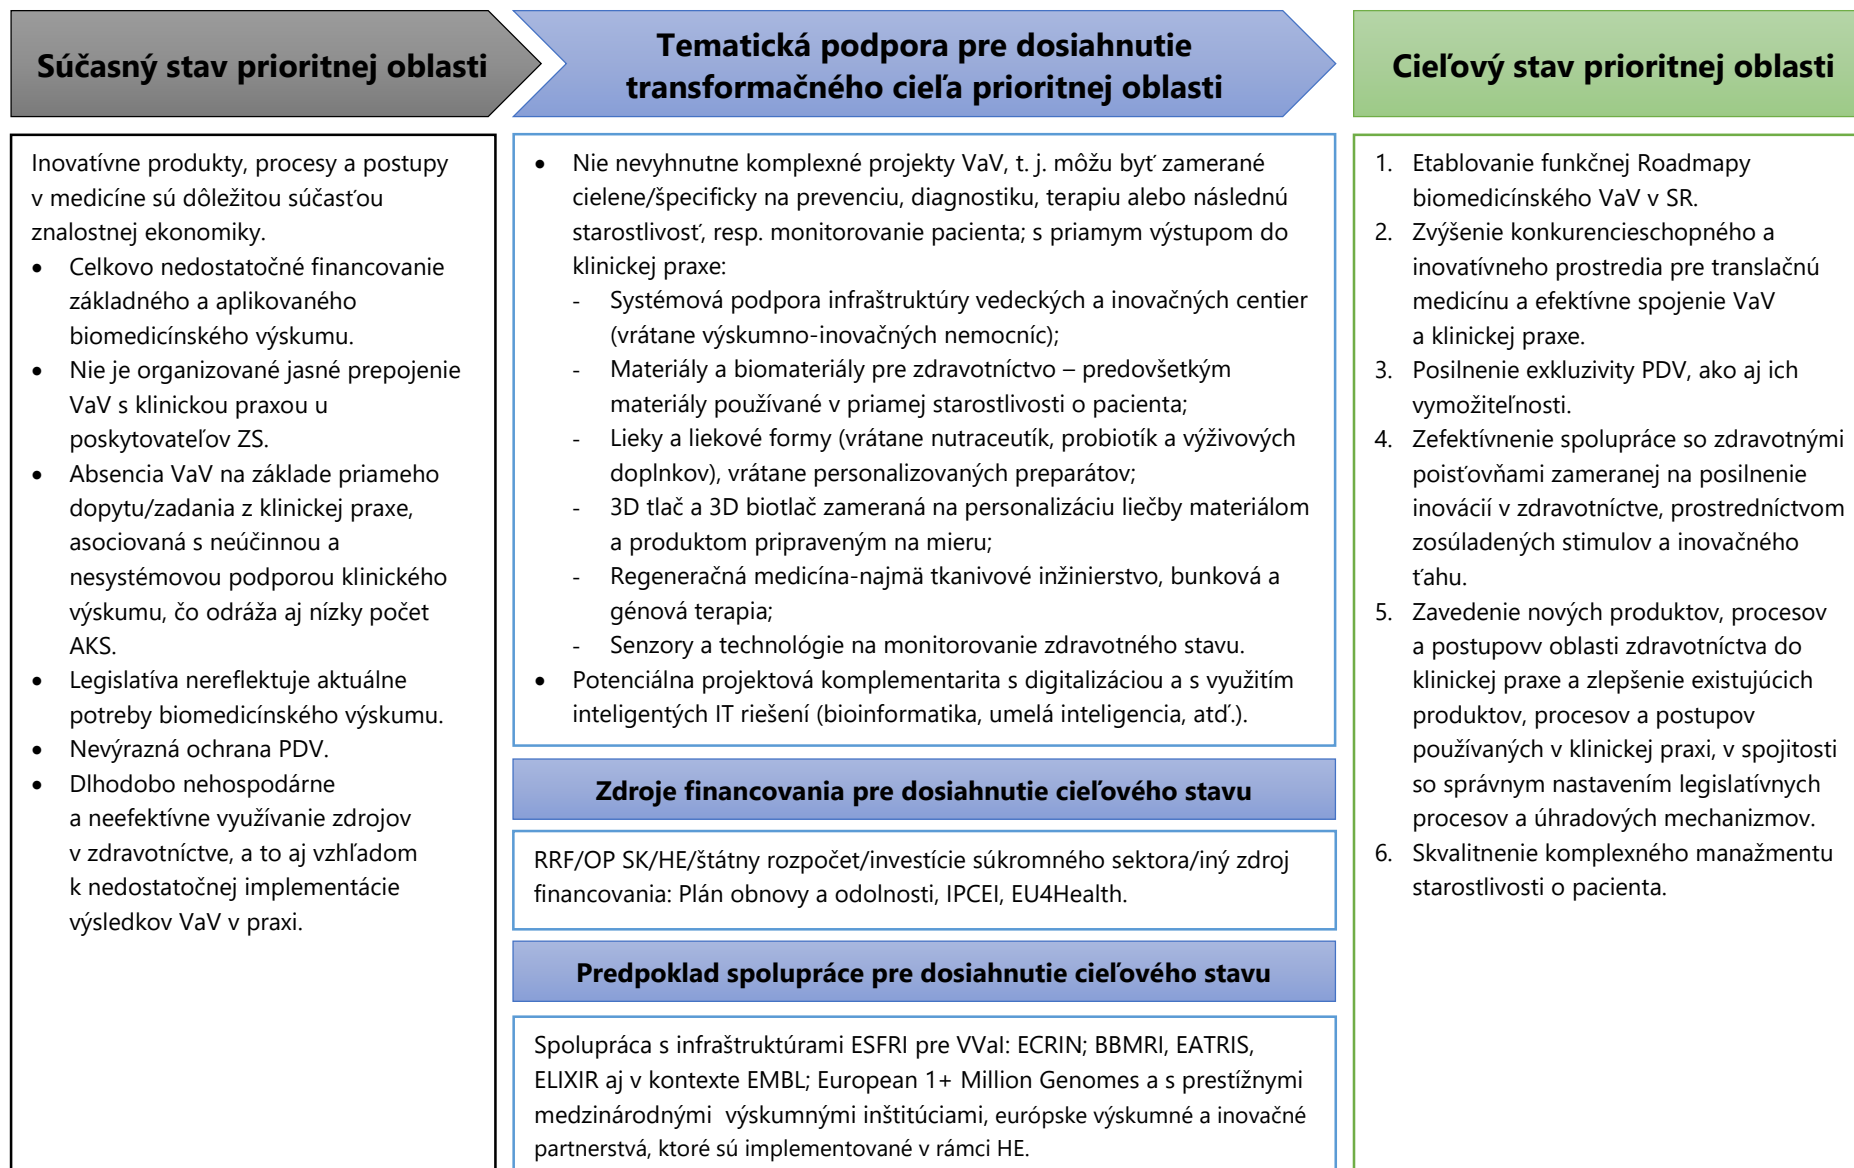 Súčasný stav prioritnej oblasti
Inovatívne produkty, procesy a postupy
v medicíne sú dôležitou súčasťou
znalostnej ekonomiky.
• Celkovo nedostatočné financovanie
základného a aplikovaného
biomedicínskeho výskumu.
• Nie je organizované jasné prepojenie
VaV s klinickou praxou u
poskytovateľov ZS.
• Absencia VaV na základe priameho
dopytu/zadania z klinickej praxe,
asociovaná s neúčinnou a
nesystémovou podporou klinického
výskumu, čo odráža aj nízky počet
AKS.
• Legislatíva nereflektuje aktuálne
potreby biomedicínskeho výskumu.
• Nevýrazná ochrana PDV.
• Dlhodobo nehospodárne
a neefektívne využívanie zdrojov
v zdravotníctve, a to aj vzhľadom
k nedostatočnej implementácie
výsledkov VaV v praxi.
Tematická podpora pre dosiahnutie
transformačného cieľa prioritnej oblasti
• Nie nevyhnutne komplexné projekty VaV, t. j. môžu byť zamerané
cielene/špecificky na prevenciu, diagnostiku, terapiu alebo následnú
starostlivosť, resp. monitorovanie pacienta; s priamym výstupom do
klinickej praxe:
- Systémová podpora infraštruktúry vedeckých a inovačných centier
(vrátane výskumno-inovačných nemocníc);
- Materiály a biomateriály pre zdravotníctvo – predovšetkým
materiály používané v priamej starostlivosti o pacienta;
- Lieky a liekové formy (vrátane nutraceutík, probiotík a výživových
doplnkov), vrátane personalizovaných preparátov;
- 3D tlač a 3D biotlač zameraná na personalizáciu liečby materiálom
a produktom pripraveným na mieru;
- Regeneračná medicína-najmä tkanivové inžinierstvo, bunková a
génová terapia;
- Senzory a technológie na monitorovanie zdravotného stavu.
• Potenciálna projektová komplementarita s digitalizáciou a s využitím
inteligentých IT riešení (bioinformatika, umelá inteligencia, atď.).
Zdroje financovania pre dosiahnutie cieľového stavu
RRF/OP SK/HE/štátny rozpočet/investície súkromného sektora/iný zdroj
financovania: Plán obnovy a odolnosti, IPCEI, EU4Health.
Predpoklad spolupráce pre dosiahnutie cieľového stavu
Spolupráca s infraštruktúrami ESFRI pre VVaI: ECRIN; BBMRI, EATRIS,
ELIXIR aj v kontexte EMBL; European 1+ Million Genomes a s prestížnymi
medzinárodnými výskumnými inštitúciami, európske výskumné a inovačné
partnerstvá, ktoré sú implementované v rámci HE.
Cieľový stav prioritnej oblasti
1. Etablovanie funkčnej Roadmapy
biomedicínskeho VaV v SR.
2. Zvýšenie konkurencieschopného a
inovatívneho prostredia pre translačnú
medicínu a efektívne spojenie VaV
a klinickej praxe.
3. Posilnenie exkluzivity PDV, ako aj ich
vymožiteľnosti.
4. Zefektívnenie spolupráce so zdravotnými
poisťovňami zameranej na posilnenie
inovácií v zdravotníctve, prostredníctvom
zosúladených stimulov a inovačného
ťahu.
5. Zavedenie nových produktov, procesov
a postupovv oblasti zdravotníctva do
klinickej praxe a zlepšenie existujúcich
produktov, procesov a postupov
používaných v klinickej praxi, v spojitosti
so správnym nastavením legislatívnych
procesov a úhradových mechanizmov.
6. Skvalitnenie komplexného manažmentu
starostlivosti o pacienta.